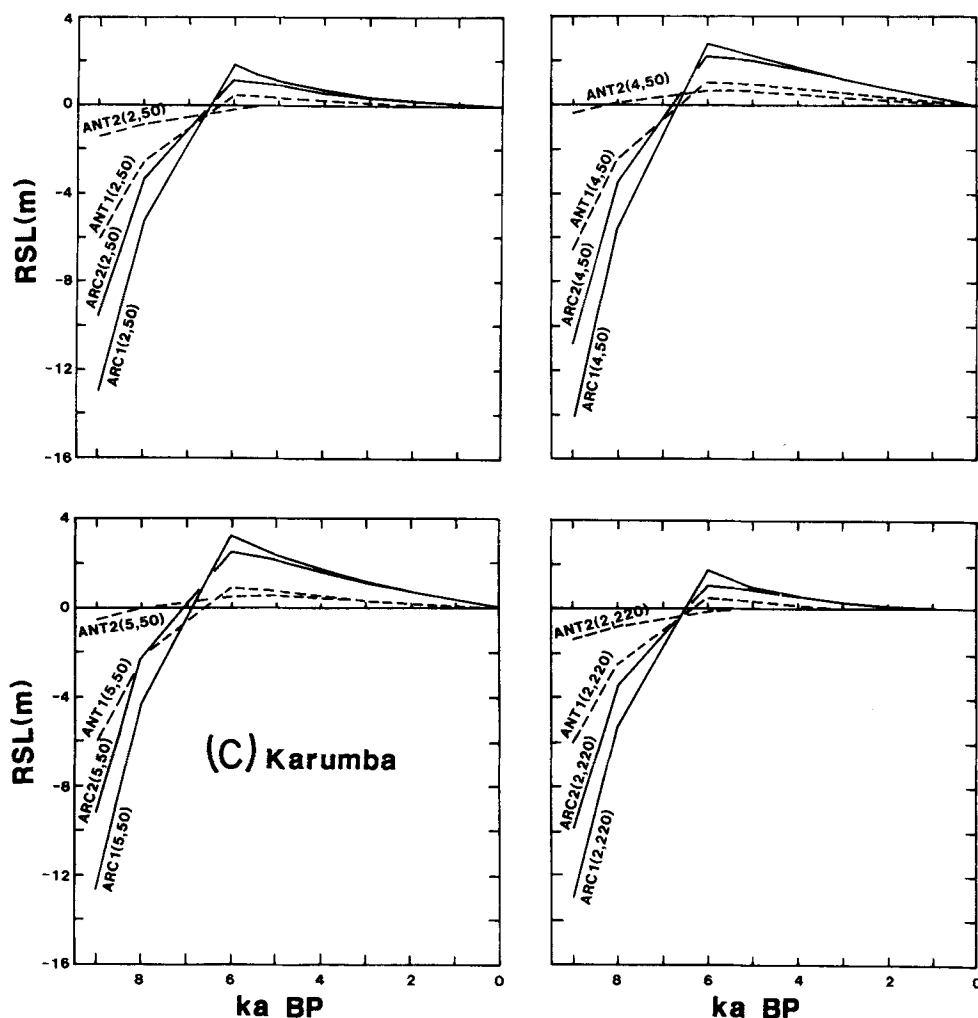 4
0
-4
-8
-12
-16
RSL(m)
ANT2(2,50)
ANT1(2,50)
ARC2(2,50)
ARC1(2,50)
ANT2(4,50)
ANT1(4,50)
ARC2(4,50)
ARC1(4,50)
4
0
-4
-8
-12
-16
RSL(m)
ANT2(5,50)
ANT1(5,50)
ARC2(5,50)
ARC1(5,50)
(C) Karumba
8 6 4 2 0
ka BP
ANT2(2,220)
ANT1(2,220)
ARC2(2,220)
ARC1(2,220)
8 6 4 2 0
ka BP